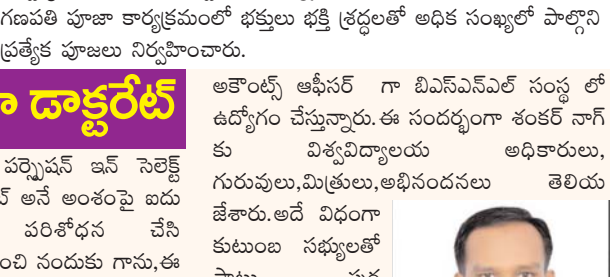 గణపతి పూజా కార్యక్రమంలో భక్తులు భక్తి శ్రద్ధలతో అధిక సంఖ్యలో పాల్గొని
ప్రత్యేక పూజలు నిర్వహించారు.
డాక్టరేట్
పర్స్పెషన్ ఇన్ సెలెక్ట్
అనే అంశంపై ఐదు
పరిశోధన చేసి
నందుకు గాను,ఈ
అకౌంట్స్ ఆఫీసర్ గా బిఎస్ఎన్ఎల్ సంస్థ లో
ఉద్యోగం చేస్తున్నారు.ఈ సందర్భంగా శంకర్ నాగ్
కు విశ్వవిద్యాలయ అధికారులు,
గురువులు,మిత్రులు,అభినందనలు తెలియ
జేశారు.అదే విధంగా
కుటుంబ సభ్యులతో